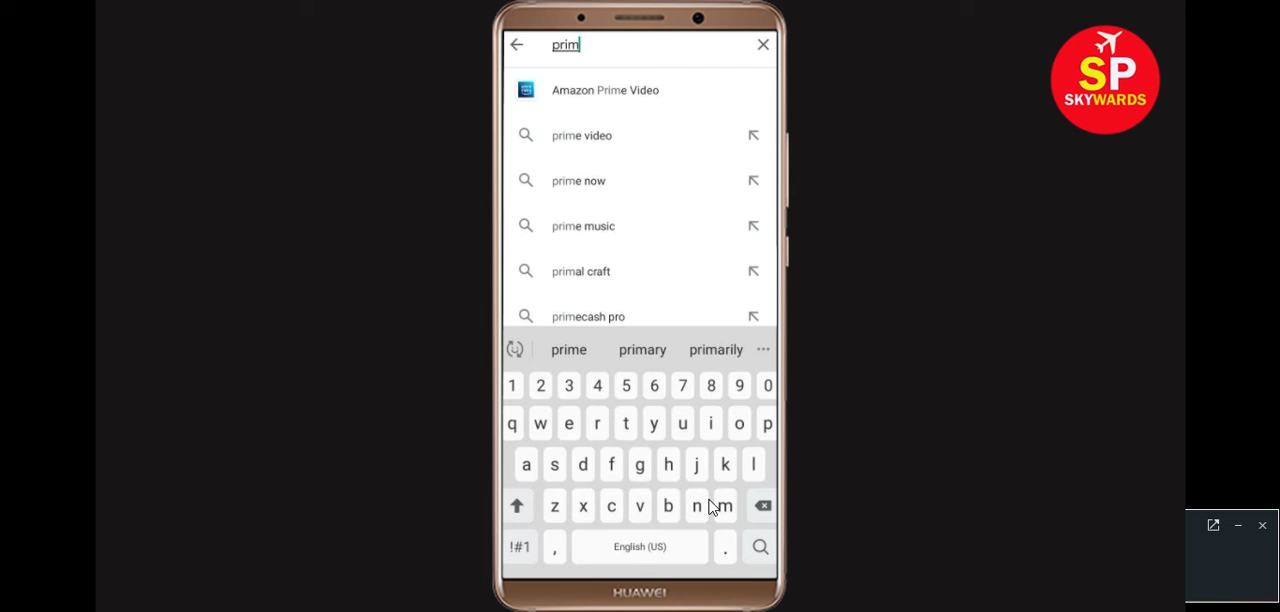 prim
Amazon Prime Video
prime video
prime now
prime music
primal craft
primecash pro
prime primary primarily
1 2 3 4 5 6 7 8 9 0
q w e r t y u i o p
a s d f g h j k l
z x c v b n m
!#1 , English (US) .
HUAWEI
SP
SKYWARDS